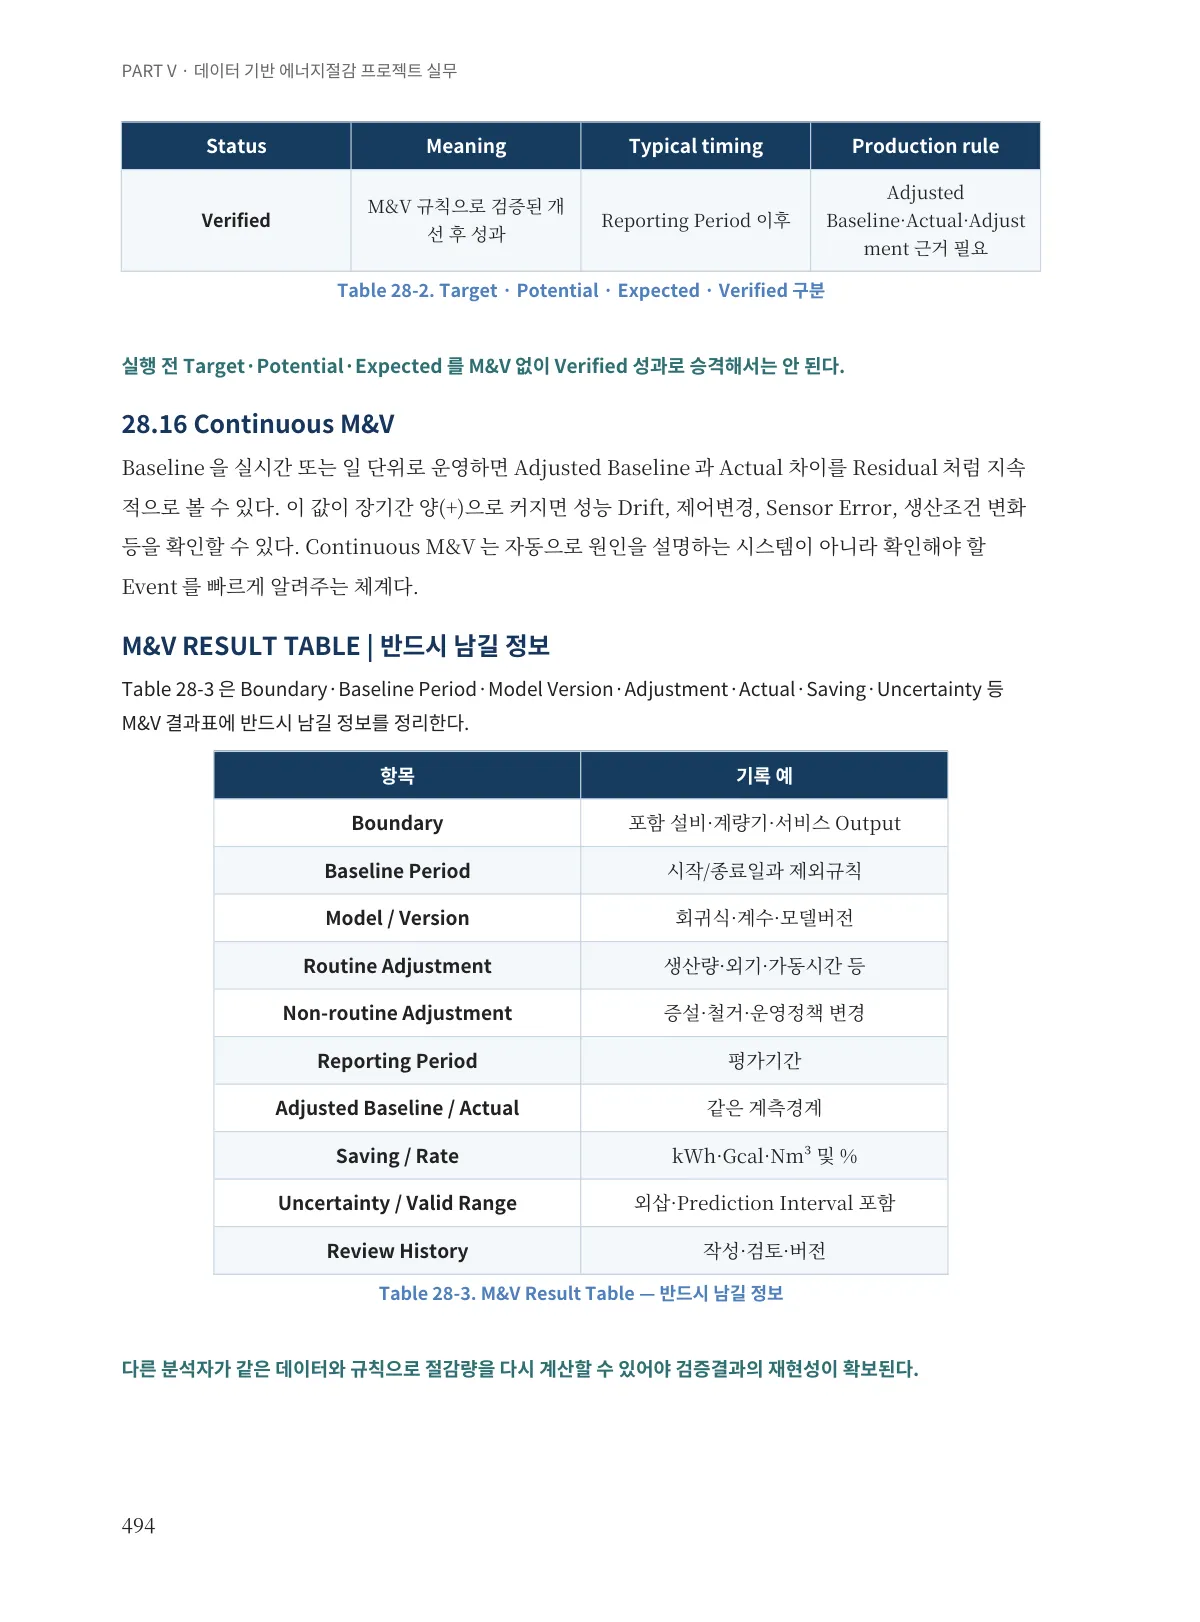 PART V · 데이터 기반 에너지절감 프로젝트 실무
Status Meaning Typical timing Production rule
Verified M&V 규칙으로 검증된 개선 후 성과 Reporting Period 이후 Adjusted Baseline·Actual·Adjustment 근거 필요
Table 28-2. Target · Potential · Expected · Verified 구분
실행 전 Target·Potential·Expected 를 M&V 없이 Verified 성과로 승격해서는 안 된다.
28.16 Continuous M&V
Baseline 을 실시간 또는 일 단위로 운영하면 Adjusted Baseline 과 Actual 차이를 Residual 처럼 지속
적으로 볼 수 있다. 이 값이 장기간 양(+)으로 커지면 성능 Drift, 제어변경, Sensor Error, 생산조건 변화
등을 확인할 수 있다. Continuous M&V 는 자동으로 원인을 설명하는 시스템이 아니라 확인해야 할
Event 를 빠르게 알려주는 체계다.
M&V RESULT TABLE | 반드시 남길 정보
Table 28-3 은 Boundary·Baseline Period·Model Version·Adjustment·Actual·Saving·Uncertainty 등
M&V 결과표에 반드시 남길 정보를 정리한다.
항목 기록 예
Boundary 포함 설비·계량기·서비스 Output
Baseline Period 시작/종료일과 제외규칙
Model / Version 회귀식·계수·모델버전
Routine Adjustment 생산량·외기·가동시간 등
Non-routine Adjustment 증설·철거·운영정책 변경
Reporting Period 평가기간
Adjusted Baseline / Actual 같은 계측경계
Saving / Rate kWh·Gcal·Nm³ 및 %
Uncertainty / Valid Range 외삽·Prediction Interval 포함
Review History 작성·검토·버전
Table 28-3. M&V Result Table — 반드시 남길 정보
다른 분석자가 같은 데이터와 규칙으로 절감량을 다시 계산할 수 있어야 검증결과의 재현성이 확보된다.
494